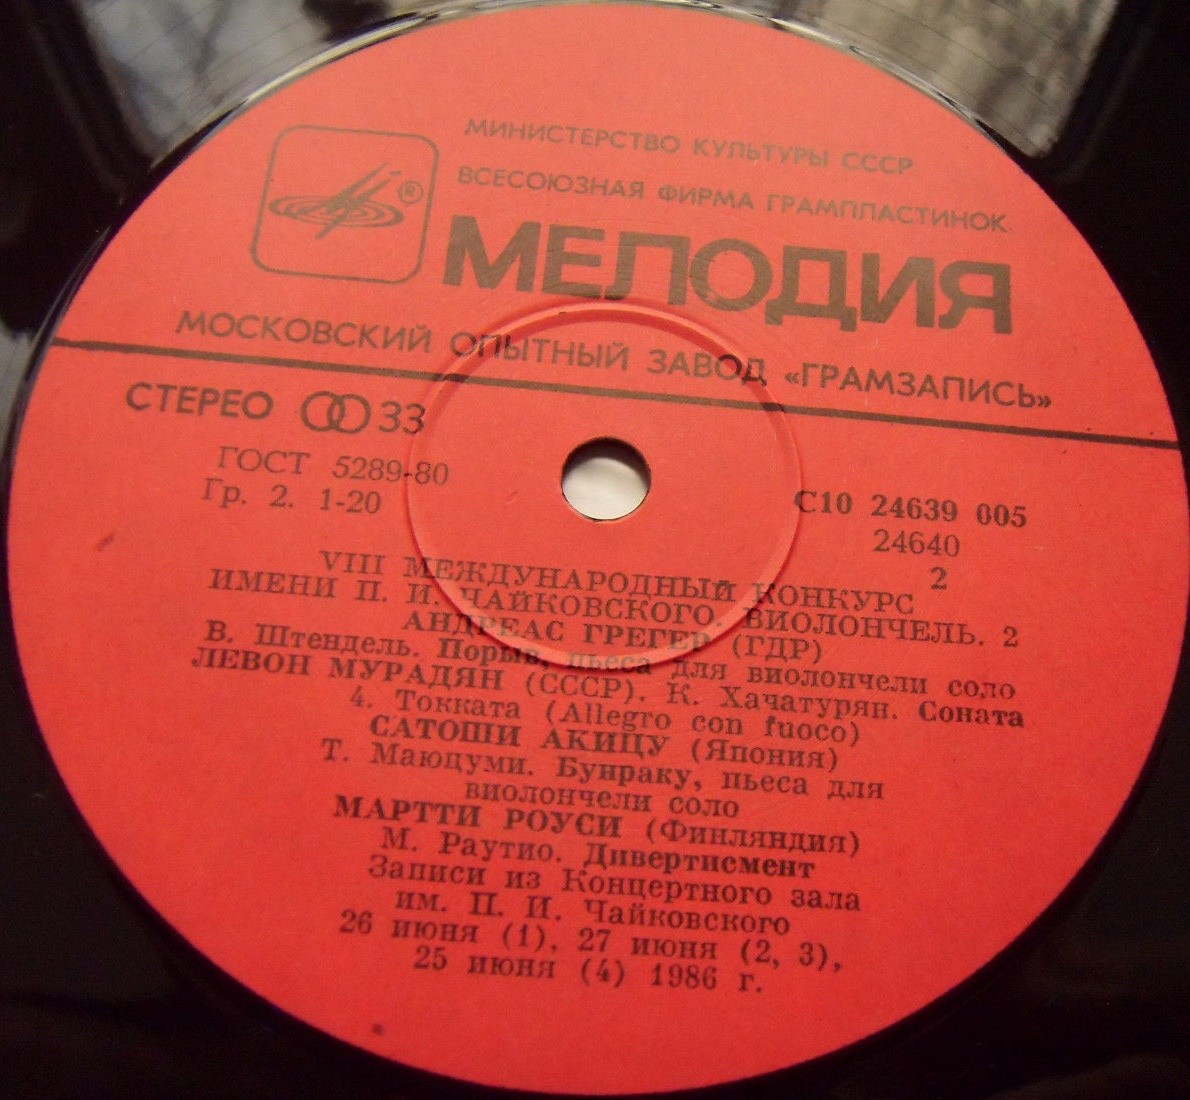 МИНИСТЕРСТВО КУЛЬТУРЫ СССР
ВСЕСОЮЗНАЯ ФИРМА ГРАМПЛАСТИНОК
®
МЕЛОДИЯ
МОСКОВСКИЙ ОПЫТНЫЙ ЗАВОД «ГРАМЗАПИСЬ»
СТЕРЕО 33
ГОСТ 5289-80
Гр. 2. 1-20
С10 24639 005
24640
2
VIII МЕЖДУНАРОДНЫЙ КОНКУРС
ИМЕНИ П. И. ЧАЙКОВСКОГО. ВИОЛОНЧЕЛЬ. 2
АНДРЕАС ГРЕГЕР (ГДР)
В. Штендель. Порыв, пьеса для виолончели соло
ЛЕВОН МУРАДЯН (СССР). К. Хачатурян. Соната
4. Токката (Allegro con fuoco)
САТОШИ АКИЦУ (Япония)
Т. Маюцуми. Бунраку, пьеса для
виолончели соло
МАРТТИ РОУСИ (Финляндия)
М. Раутио. Дивертисмент
Записи из Концертного зала
им. П. И. Чайковского
26 июня (1), 27 июня (2, 3),
25 июня (4) 1986 г.